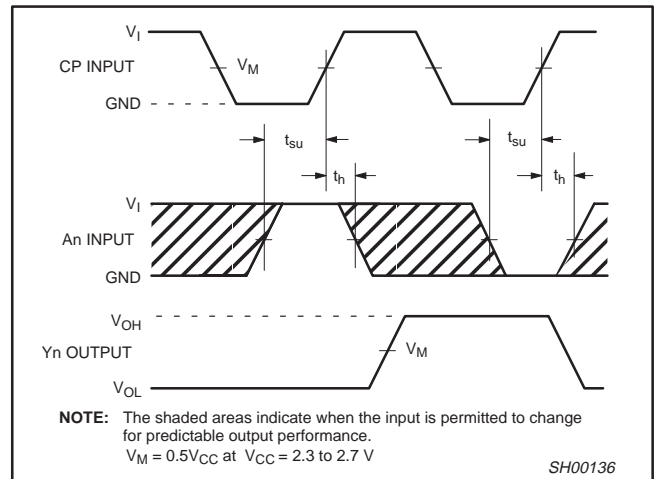 V_I
CP INPUT
V_M
GND
t_su
t_su
t_h
t_h
V_I
An INPUT
GND
V_OH
Yn OUTPUT
V_M
V_OL
NOTE: The shaded areas indicate when the input is permitted to change
for predictable output performance.
V_M = 0.5V_CC at V_CC = 2.3 to 2.7 V
SH00136